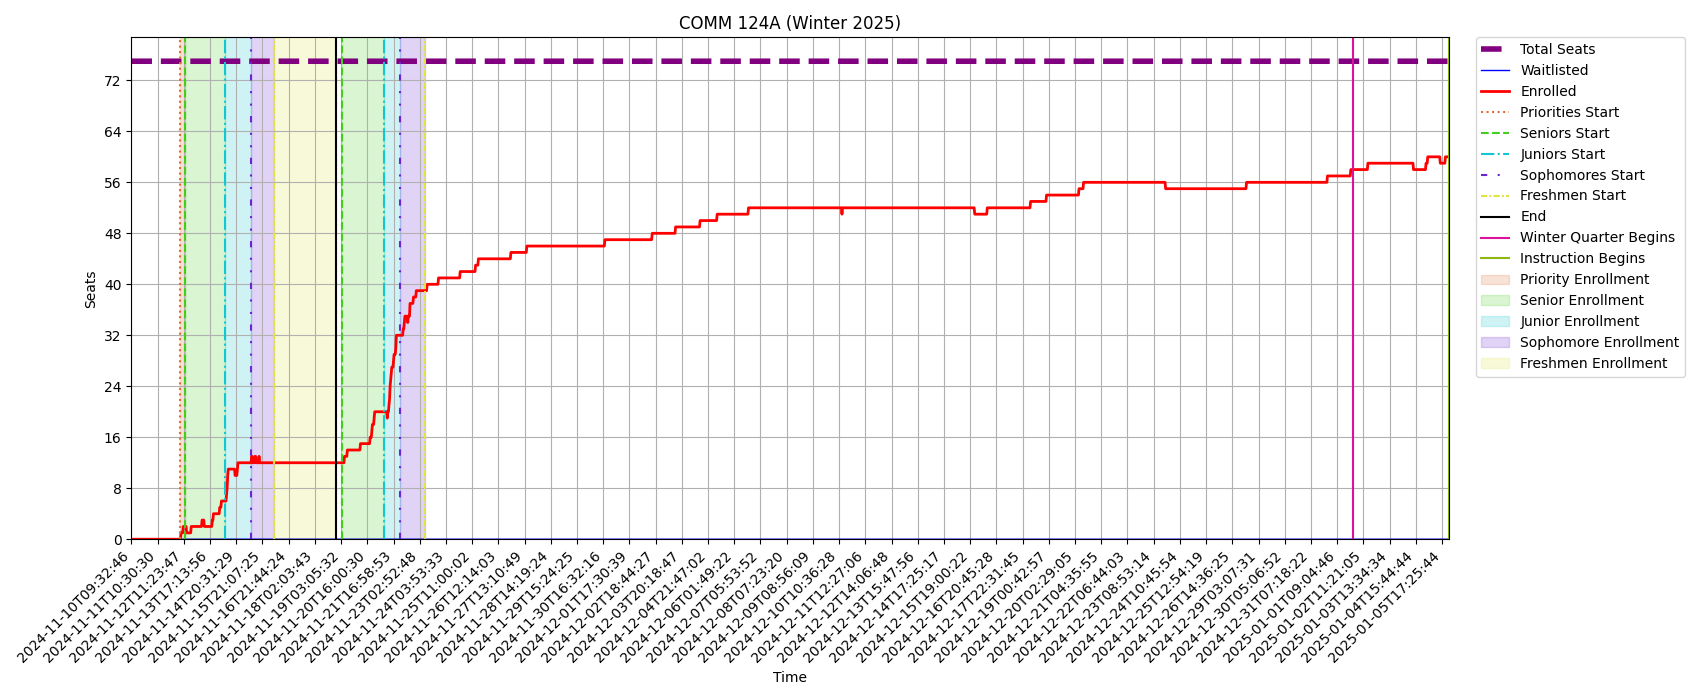 COMM 124A (Winter 2025)
Seats
72
64
56
48
40
32
24
16
8
0
2024-11-10T09:32:46
2024-11-11T10:30:30
2024-11-12T11:23:47
2024-11-13T17:13:56
2024-11-14T20:31:29
2024-11-15T21:07:25
2024-11-16T21:44:24
2024-11-18T02:03:43
2024-11-19T03:05:32
2024-11-20T16:00:30
2024-11-21T16:58:53
2024-11-23T23:52:48
2024-11-24T23:53:33
2024-11-25T11:00:02
2024-11-26T12:14:03
2024-11-27T13:10:49
2024-11-28T14:19:24
2024-11-29T15:24:25
2024-11-30T16:32:16
2024-12-01T17:30:39
2024-12-02T18:44:27
2024-12-03T20:18:47
2024-12-04T21:47:02
2024-12-06T01:49:22
2024-12-07T05:53:52
2024-12-08T07:23:20
2024-12-09T08:56:09
2024-12-10T10:36:28
2024-12-11T12:27:06
2024-12-12T14:06:48
2024-12-13T15:47:56
2024-12-14T17:25:17
2024-12-15T19:00:22
2024-12-16T20:45:28
2024-12-17T22:31:45
2024-12-19T00:42:57
2024-12-20T02:29:05
2024-12-21T04:35:55
2024-12-22T06:44:03
2024-12-23T08:53:14
2024-12-24T10:45:54
2024-12-25T12:54:19
2024-12-26T14:36:25
2024-12-29T03:07:31
2024-12-30T05:06:52
2024-12-31T07:18:22
2025-01-01T09:04:46
2025-01-02T11:21:05
2025-01-03T13:34:34
2025-01-04T15:44:44
2025-01-05T17:25:44
Time
Total Seats
Waitlisted
Enrolled
Priorities Start
Seniors Start
Juniors Start
Sophomores Start
Freshmen Start
End
Winter Quarter Begins
Instruction Begins
Priority Enrollment
Senior Enrollment
Junior Enrollment
Sophomore Enrollment
Freshmen Enrollment